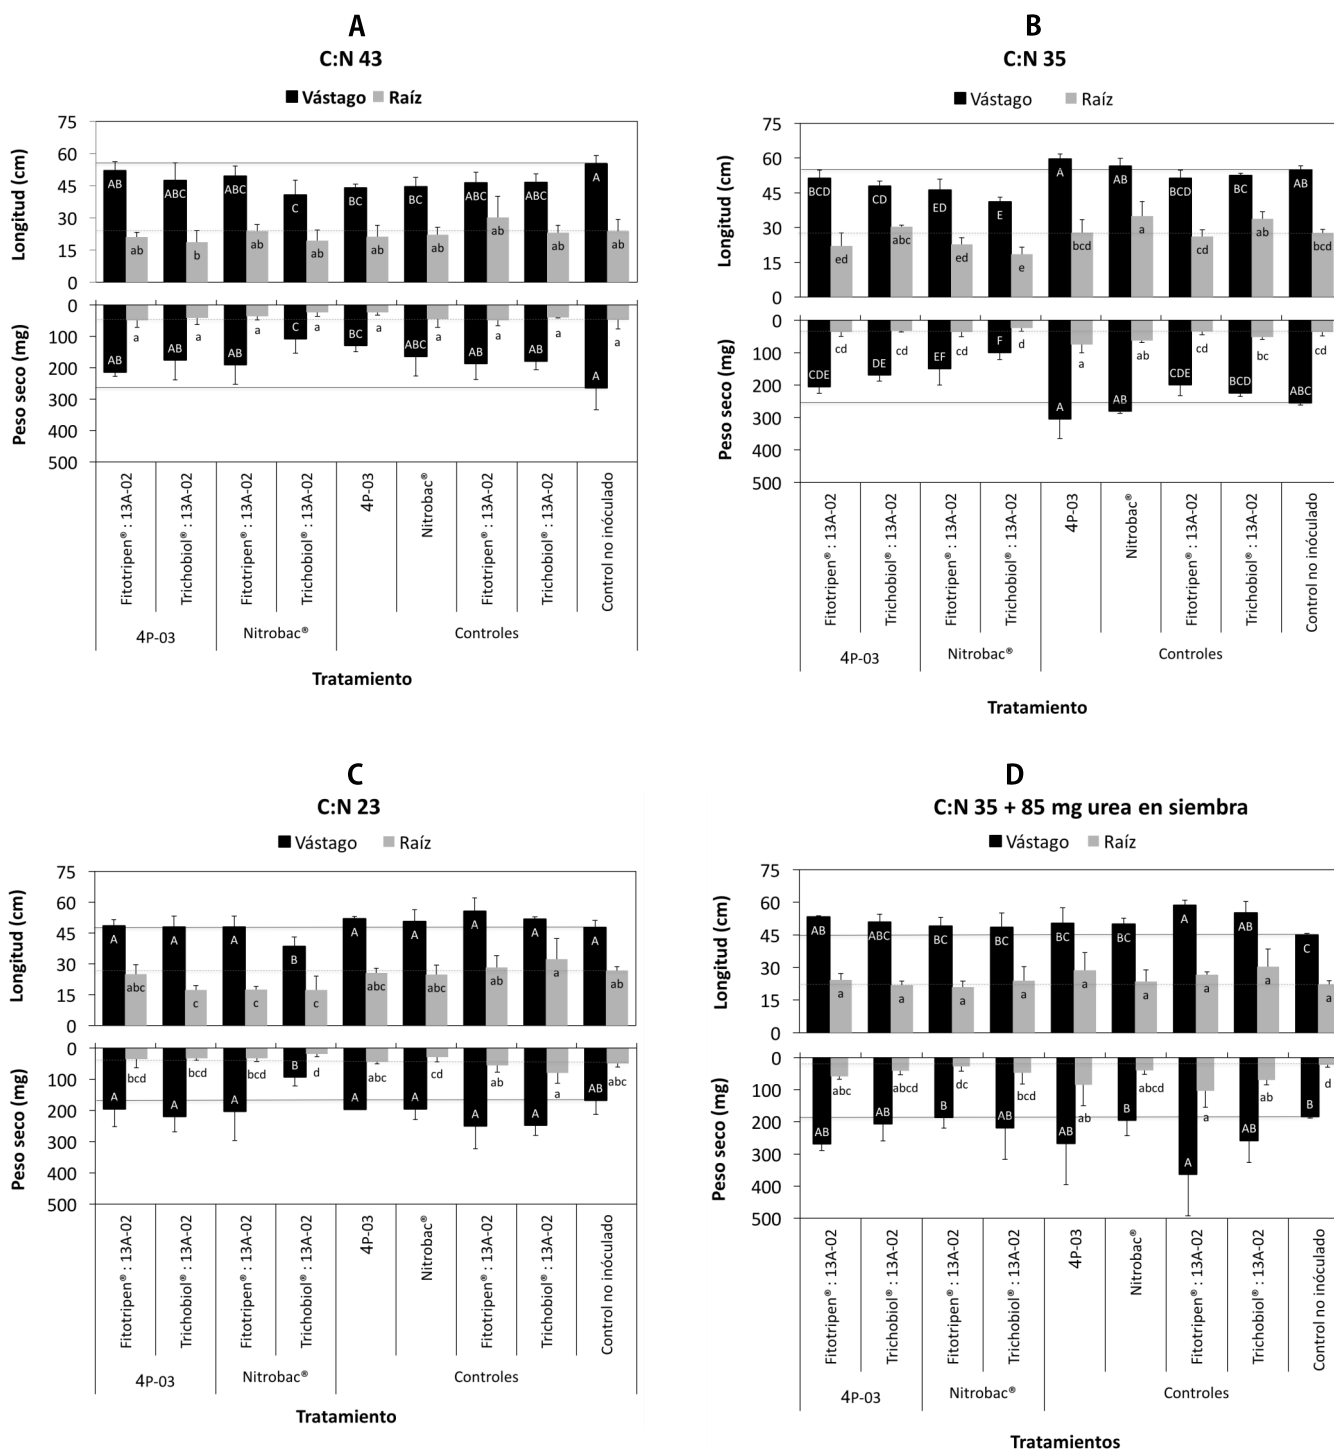 A
C:N 43
Vástago Raíz
Longitud (cm)
75
60
45
30
15
0
AB ABC ABC C BC BC ABC ABC A
ab b ab ab ab ab ab ab ab
Peso seco (mg)
0
100
200
300
400
500
AB AB AB C BC ABC AB AB A
a a a a a a a a a
Fitotripen® : 13A-02
Trichobiol® : 13A-02
Fitotripen® : 13A-02
Trichobiol® : 13A-02
4P-03
Nitrobac®
Fitotripen® : 13A-02
Trichobiol® : 13A-02
Control no inóculado
4P-03 Nitrobac® Controles
Tratamiento
B
C:N 35
Vástago Raíz
Longitud (cm)
75
60
45
30
15
0
BCD CD ED E A AB BCD BC AB
ed abc ed e bcd a cd ab bcd
Peso seco (mg)
0
100
200
300
400
500
CDE DE EF F A AB CDE BCD ABC
cd cd cd d a ab cd bc cd
Fitotripen® : 13A-02
Trichobiol® : 13A-02
Fitotripen® : 13A-02
Trichobiol® : 13A-02
4P-03
Nitrobac®
Fitotripen® : 13A-02
Trichobiol® : 13A-02
Control no inóculado
4P-03 Nitrobac® Controles
Tratamiento
C
C:N 23
Vástago Raíz
Longitud (cm)
75
60
45
30
15
0
A A A B A A A A A
abc c c c abc abc ab a ab
Peso seco (mg)
0
100
200
300
400
500
A A A B A A A A AB
bcd bcd bcd d abc cd ab a abc
Fitotripen® : 13A-02
Trichobiol® : 13A-02
Fitotripen® : 13A-02
Trichobiol® : 13A-02
4P-03
Nitrobac®
Fitotripen® : 13A-02
Trichobiol® : 13A-02
Control no inóculado
4P-03 Nitrobac® Controles
Tratamiento
D
C:N 35 + 85 mg urea en siembra
Vástago Raíz
Longitud (cm)
75
60
45
30
15
0
AB ABC BC BC BC BC A AB C
a a a a a a a a a
Peso seco (mg)
0
100
200
300
400
500
AB AB B AB AB B A AB B
abc abcd dc bcd ab abcd a ab d
Fitotripen® : 13A-02
Trichobiol® : 13A-02
Fitotripen® : 13A-02
Trichobiol® : 13A-02
4P-03
Nitrobac®
Fitotripen® : 13A-02
Trichobiol® : 13A-02
Control no inóculado
4P-03 Nitrobac® Controles
Tratamientos